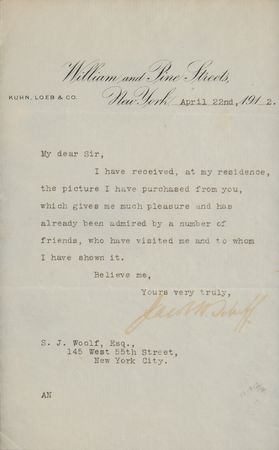 William and Pine Streets,
KUHN, LOEB & CO.
New York, April 22nd, 1912.
My dear Sir,
I have received, at my residence,
the picture I have purchased from you,
which gives me much pleasure and has
already been admired by a number of
friends, who have visited me and to whom
I have shown it.
Believe me,
Yours very truly,
Jacob H. Schiff
S. J. Woolf, Esq.,
145 West 55th Street,
New York City.
AN